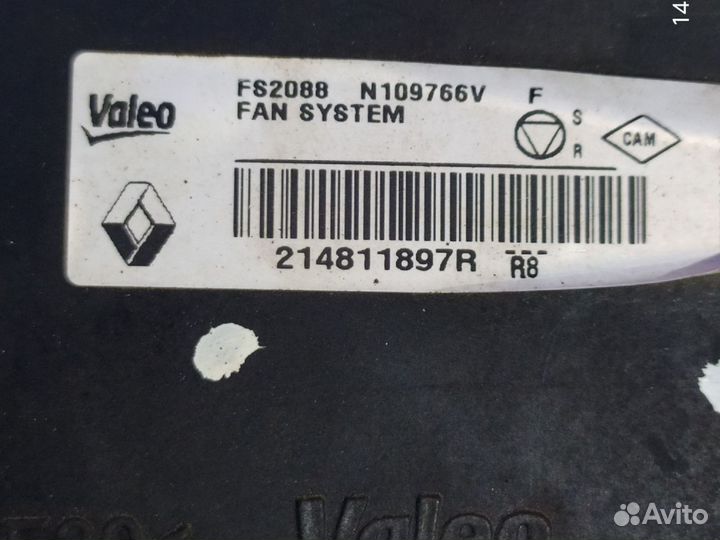 14
Valeo
FS2088 N109766V F
FAN SYSTEM
S
R
CAM
214811897R R8
Valeo
Avito